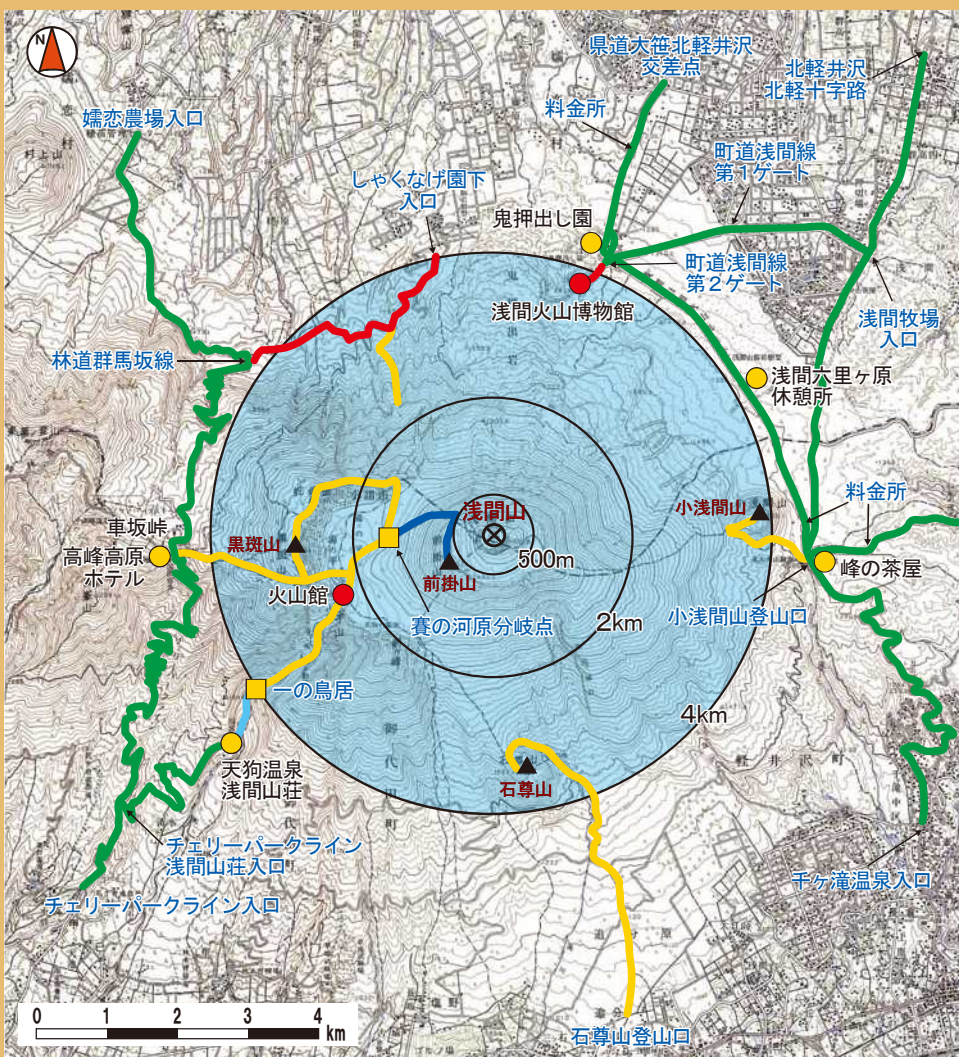 N
県道大笹北軽井沢
交差点
北軽井沢
北軽十字路
料金所
嬬恋農場入口
町道浅間線
第1ゲート
しゃくなげ園下
入口
鬼押出し園
町道浅間線
第2ゲート
浅間火山博物館
浅間牧場
入口
林道群馬坂線
浅間六里ヶ原
休憩所
料金所
浅間山
小浅間山
車坂峠
黒斑山
高峰高原
ホテル
500m
前掛山
峰の茶屋
火山館
賽の河原分岐点
2km
小浅間山登山口
一の鳥居
4km
天狗温泉
浅間山荘
石尊山
軽井沢町
御代田町
チェリーパークライン
浅間山荘入口
千ヶ滝温泉入口
チェリーパークライン入口
0 1 2 3 4
km
石尊山登山口